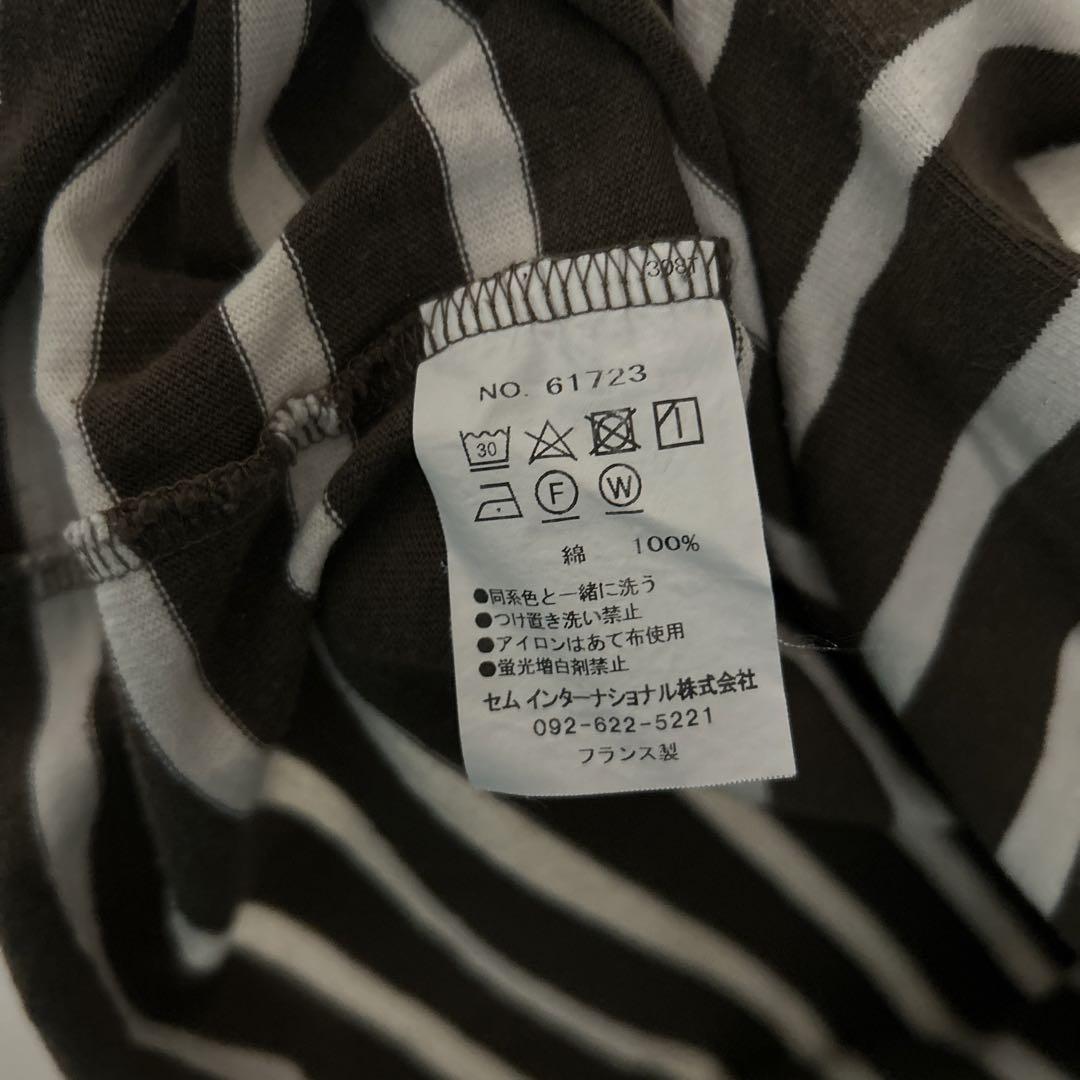 308T
NO. 61723
30
F W
綿 100%
●同系色と一緒に洗う
●つけ置き洗い禁止
●アイロンはあて布使用
●蛍光増白剤禁止
セム インターナショナル株式会社
092-622-5221
フランス製